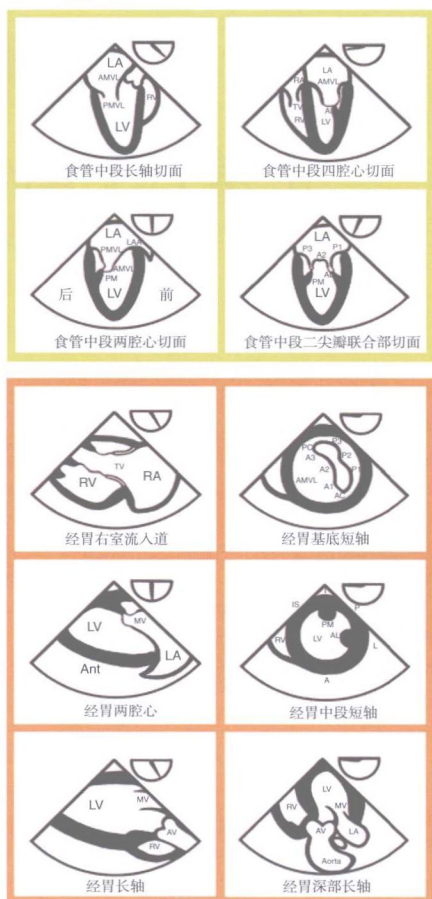 LA
AMVL
RV
PMVL
LV
食管中段长轴切面
LA
RA
AMVL
TV
AL
RV
LV
食管中段四腔心切面
LA
PMVL
LAA
AMVL
PM
后
LV
前
食管中段两腔心切面
LA
P3
P1
A2
AL
PM
LV
食管中段二尖瓣联合部切面
TV
RV
RA
经胃右室流入道
PC
P3
A3
P2
A2
P1
AMVL
A1
AC
经胃基底短轴
LV
MV
LA
Ant
经胃两腔心
I
IS
P
PM
RV
LV
AL
L
A
经胃中段短轴
LV
MV
AV
RV
经胃长轴
LV
RV
MV
AV
LA
Aorta
经胃深部长轴